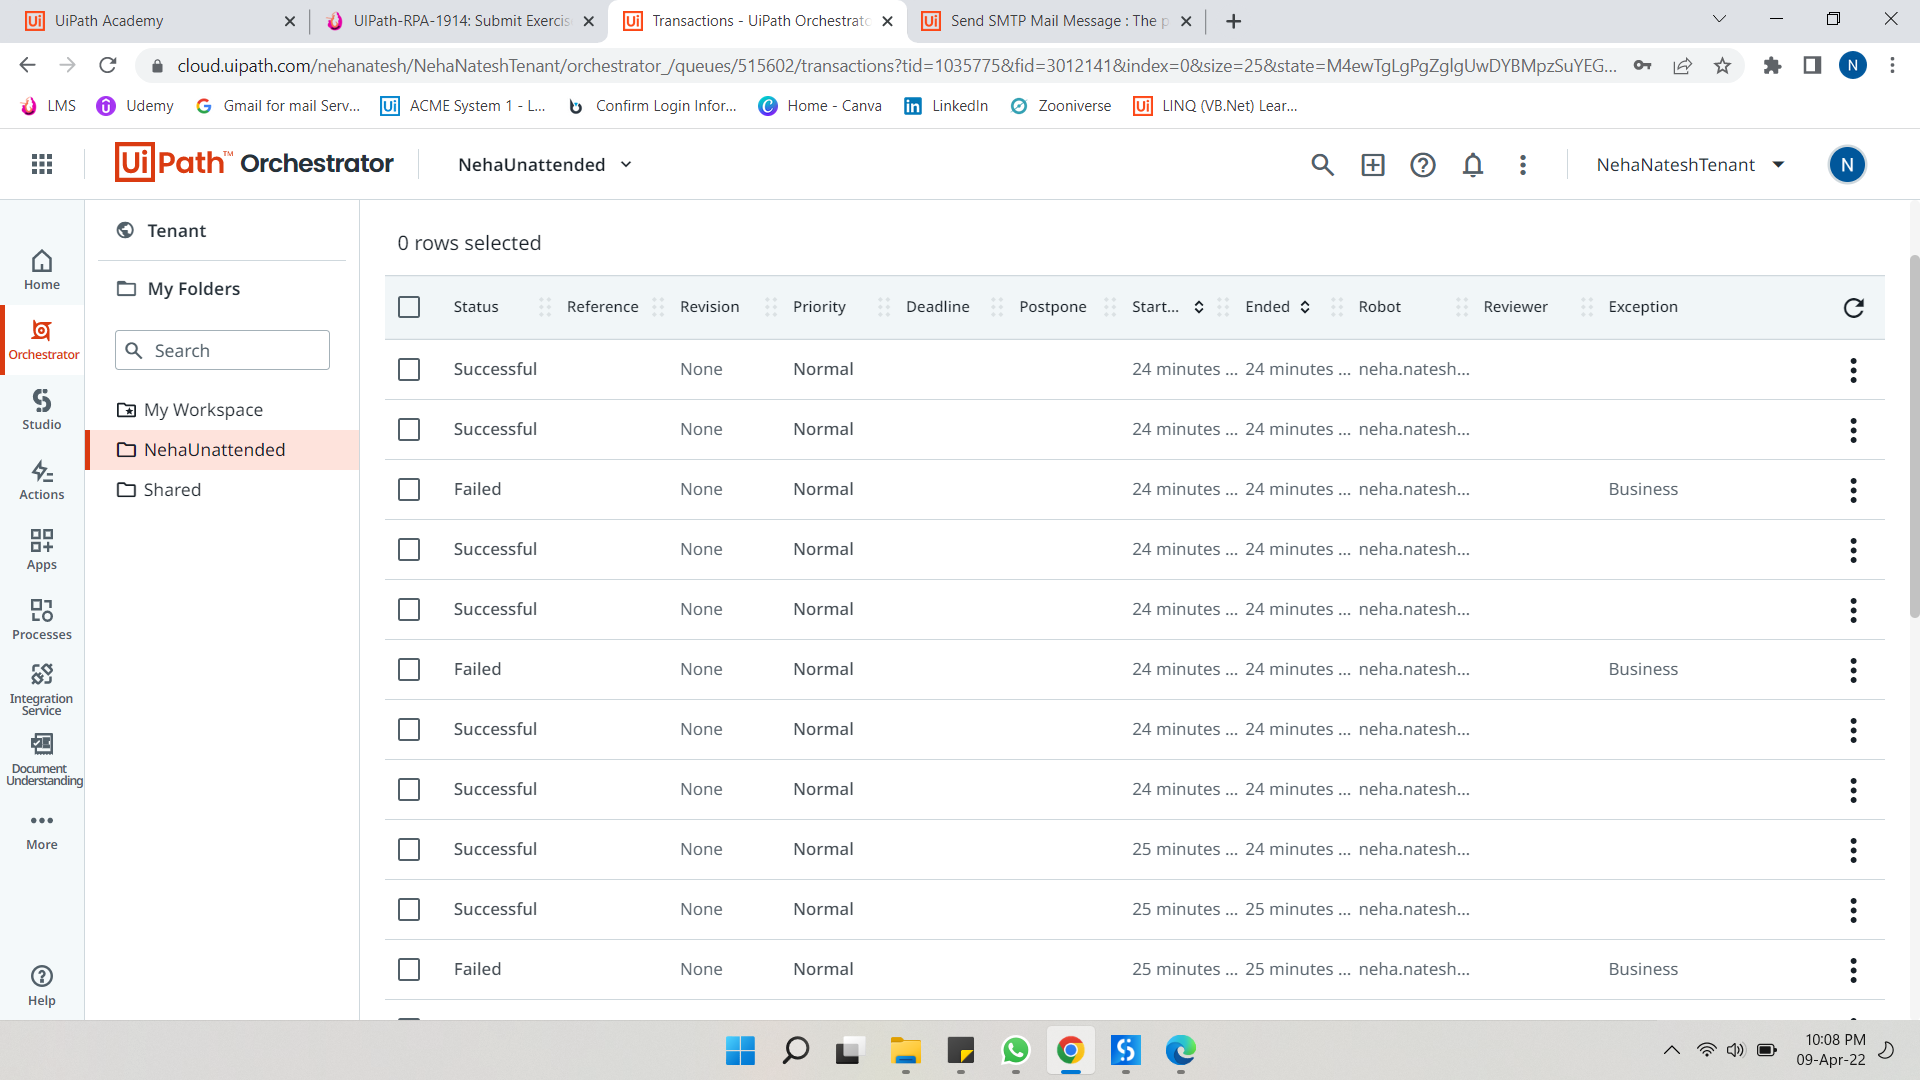 UiPath Academy
UIPath-RPA-1914: Submit Exercis
Transactions - UiPath Orchestrato
Send SMTP Mail Message : The p
cloud.uipath.com/nehanatesh/NehaNateshTenant/orchestrator_/queues/515602/transactions?tid=1035775&fid=3012141&index=0&size=25&state=M4ewTgLgPgZglgUwDYBMpzSuYEG...
N
LMS
Udemy
Gmail for mail Serv...
ACME System 1 - L...
Confirm Login Infor...
Home - Canva
LinkedIn
Zooniverse
LINQ (VB.Net) Lear...
UiPath™ Orchestrator
NehaUnattended
NehaNateshTenant
N
Home
Orchestrator
Studio
Actions
Apps
Processes
Integration
Service
Document
Understanding
More
Help
Tenant
My Folders
Search
My Workspace
NehaUnattended
Shared
0 rows selected
Status Reference Revision Priority Deadline Postpone Start... Ended Robot Reviewer Exception
Successful None Normal 24 minutes ... 24 minutes ... neha.natesh...
Successful None Normal 24 minutes ... 24 minutes ... neha.natesh...
Failed None Normal 24 minutes ... 24 minutes ... neha.natesh... Business
Successful None Normal 24 minutes ... 24 minutes ... neha.natesh...
Successful None Normal 24 minutes ... 24 minutes ... neha.natesh...
Failed None Normal 24 minutes ... 24 minutes ... neha.natesh... Business
Successful None Normal 24 minutes ... 24 minutes ... neha.natesh...
Successful None Normal 24 minutes ... 24 minutes ... neha.natesh...
Successful None Normal 25 minutes ... 24 minutes ... neha.natesh...
Successful None Normal 25 minutes ... 25 minutes ... neha.natesh...
Failed None Normal 25 minutes ... 25 minutes ... neha.natesh... Business
10:08 PM
09-Apr-22